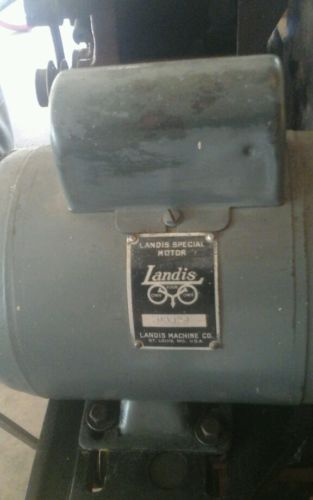 LANDIS SPECIAL
MOTOR
Landis
LANDIS MACHINE CO.
ST. LOUIS, MO., U.S.A.